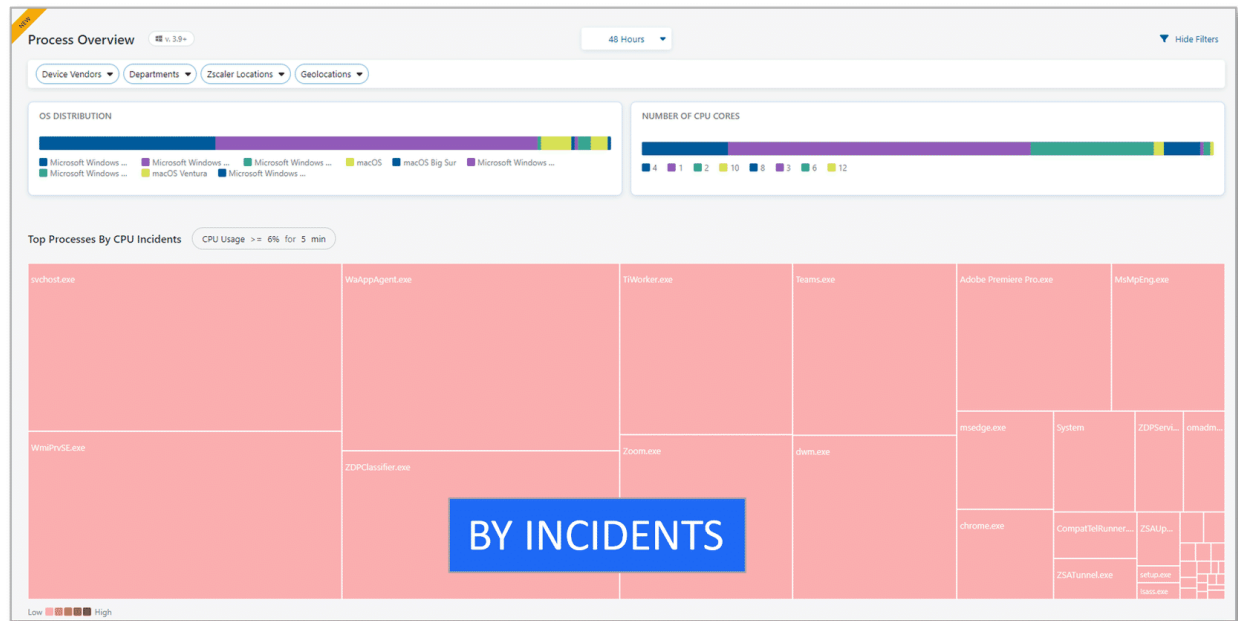 NEW
Process Overview v. 3.9+ 48 Hours Hide Filters
Device Vendors Departments Zscaler Locations Geolocations
OS DISTRIBUTION
Microsoft Windows ... Microsoft Windows ... Microsoft Windows ... macOS macOS Big Sur Microsoft Windows ...
Microsoft Windows ... macOS Ventura Microsoft Windows ...
NUMBER OF CPU CORES
4 1 2 10 8 3 6 12
Top Processes By CPU Incidents CPU Usage >= 6% for 5 min
svchost.exe WaAppAgent.exe TiWorker.exe Teams.exe Adobe Premiere Pro.exe MsMpEng.exe
msedge.exe System ZDPServi... omadm...
WmiPrvSE.exe Zoom.exe dwm.exe
ZDPClassifier.exe
BY INCIDENTS
chrome.exe CompatTelRunner... ZSAUp...
ZSATunnel.exe setup.exe
lsass.exe
Low High